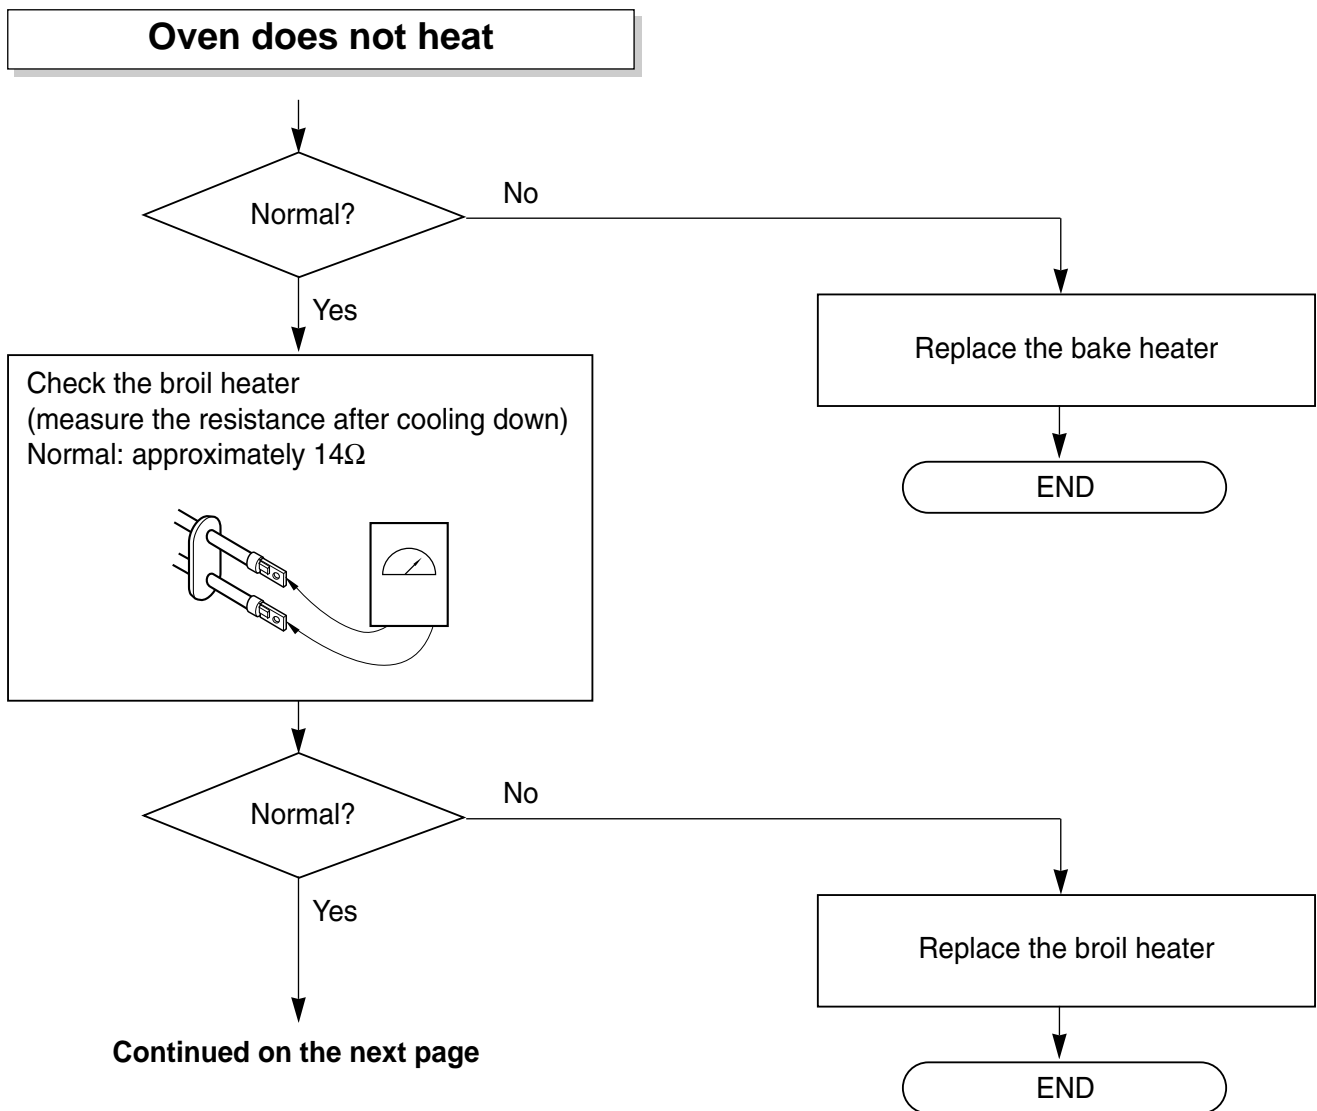 Oven does not heat
Normal?
No
Yes
Replace the bake heater
END
Check the broil heater
(measure the resistance after cooling down)
Normal: approximately 14Ω
Normal?
No
Yes
Replace the broil heater
END
Continued on the next page